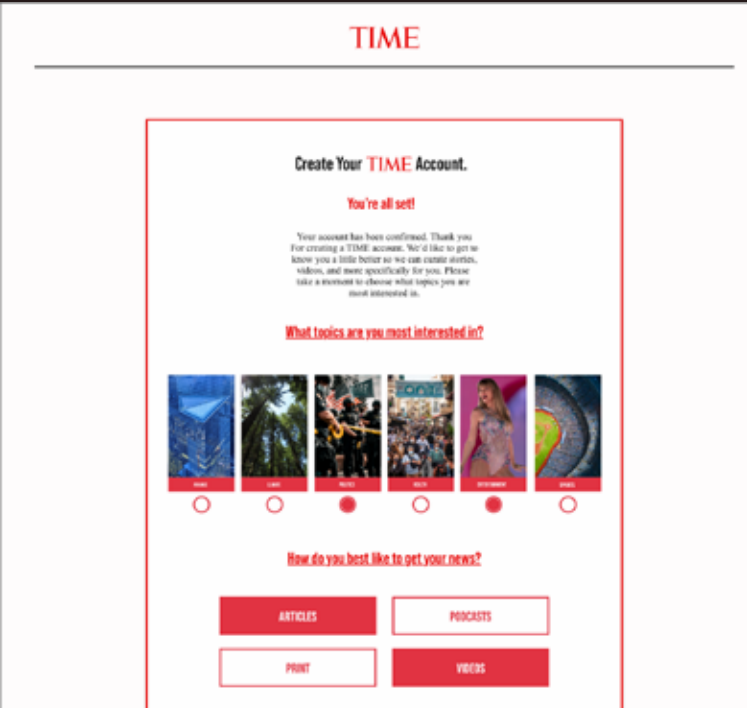 TIME
Create Your TIME Account.
You're all set!
Your account has been confirmed. Thank you
For creating a TIME account. We'd like to get to
know you a little better so we can curate stories,
videos, and more specifically for you. Please
take a moment to choose what topics you are
most interested in.
What topics are you most interested in?
CLIMATE POLITICS HEALTH ENTERTAINMENT SPORTS
How do you best like to get your news?
ARTICLES PODCASTS
PRINT VIDEOS